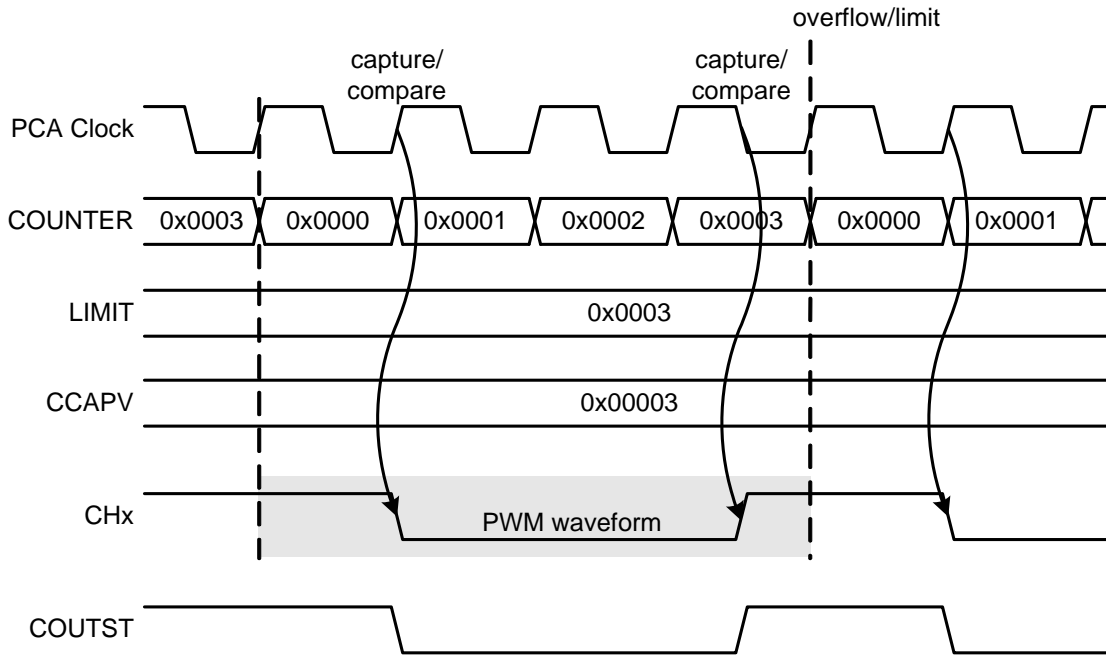 overflow/limit
capture/
compare
capture/
compare
PCA Clock
COUNTER 0x0003 0x0000 0x0001 0x0002 0x0003 0x0000 0x0001
LIMIT 0x0003
CCAPV 0x00003
CHx PWM waveform
COUTST